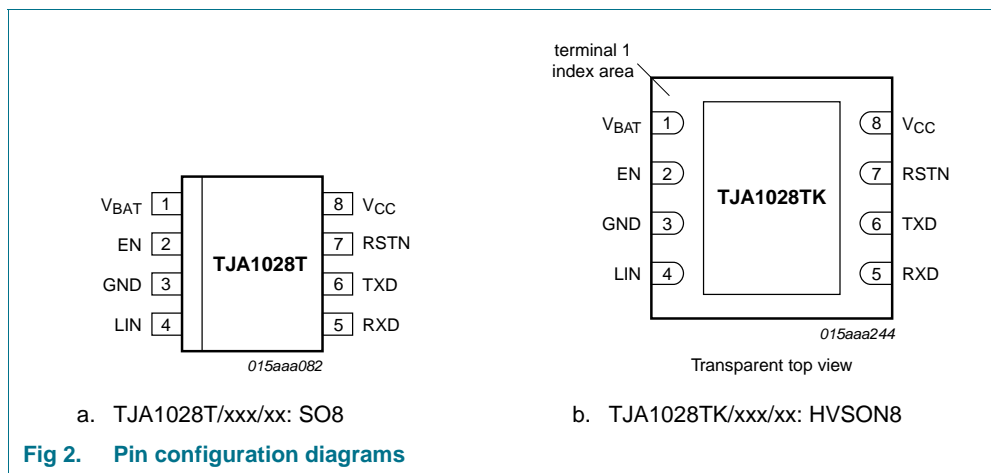 VBAT 1
EN 2
GND 3
LIN 4
TJA1028T
8 VCC
7 RSTN
6 TXD
5 RXD
015aaa082
a. TJA1028T/xxx/xx: SO8
terminal 1
index area
VBAT 1
EN 2
GND 3
LIN 4
TJA1028TK
8 VCC
7 RSTN
6 TXD
5 RXD
015aaa244
Transparent top view
b. TJA1028TK/xxx/xx: HVSON8
Fig 2. Pin configuration diagrams